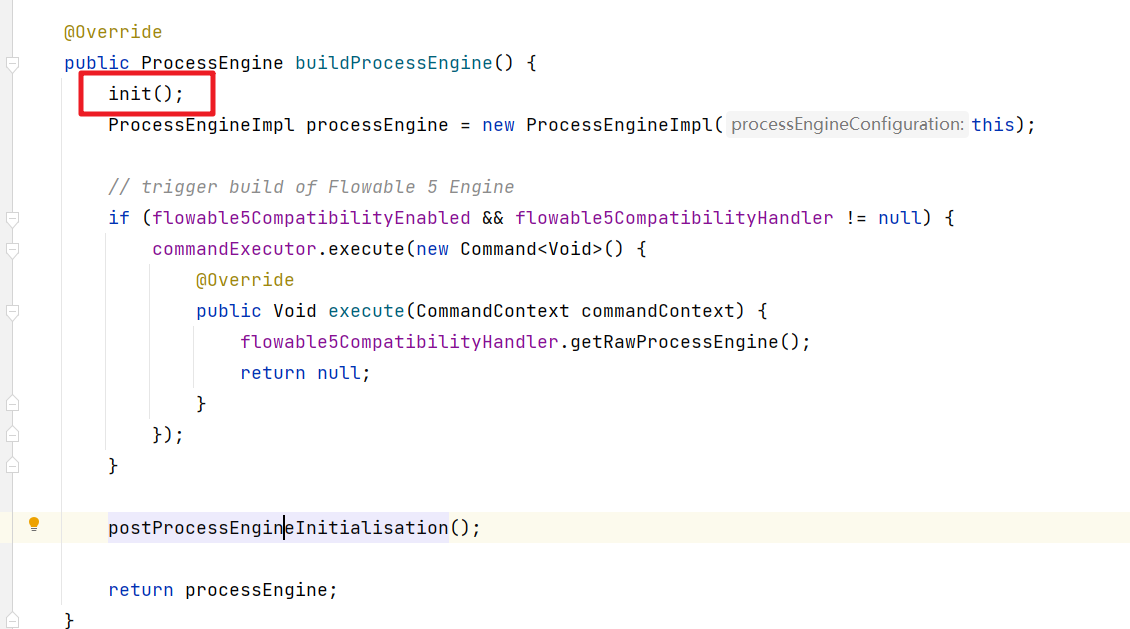 @Override
public ProcessEngine buildProcessEngine() {
init();
ProcessEngineImpl processEngine = new ProcessEngineImpl( processEngineConfiguration: this);
// trigger build of Flowable 5 Engine
if (flowable5CompatibilityEnabled && flowable5CompatibilityHandler != null) {
commandExecutor.execute(new Command<Void>() {
@Override
public Void execute(CommandContext commandContext) {
flowable5CompatibilityHandler.getRawProcessEngine();
return null;
}
});
}
postProcessEngineInitialisation();
return processEngine;
}